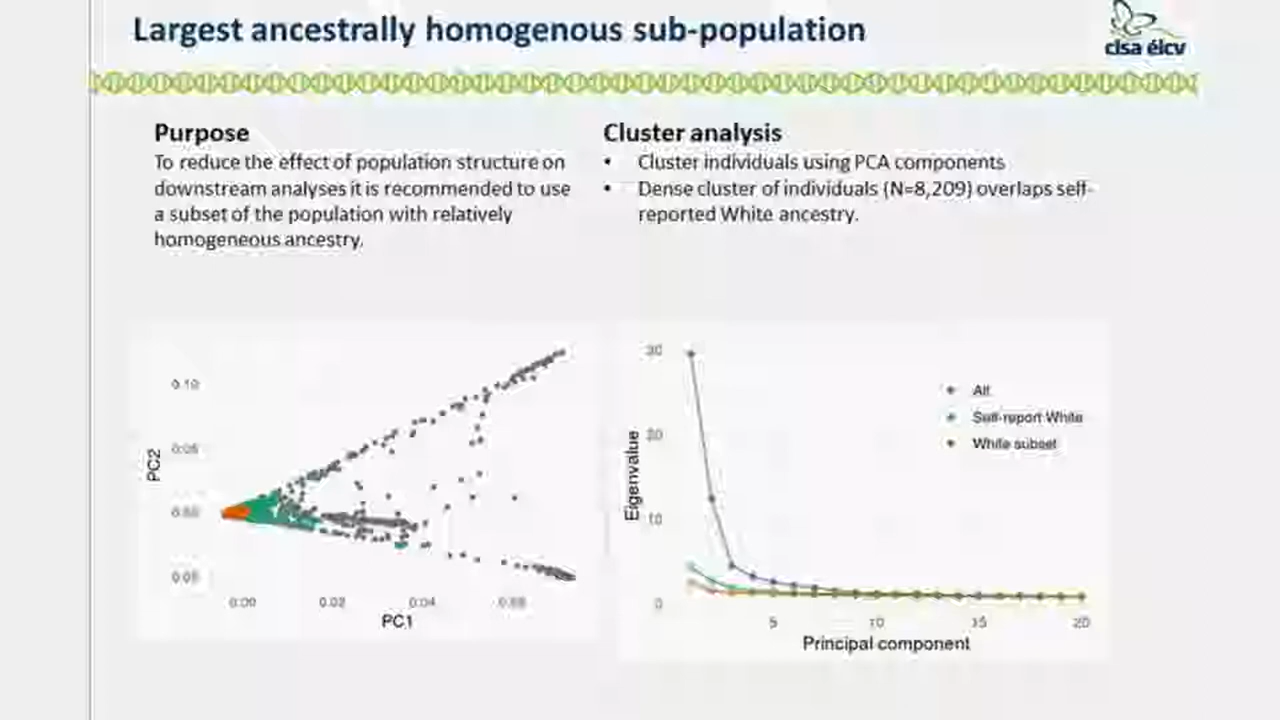 Largest ancestrally homogenous sub-population
clsa élcv
Purpose
To reduce the effect of population structure on
downstream analyses it is recommended to use
a subset of the population with relatively
homogeneous ancestry.
Cluster analysis
• Cluster individuals using PCA components
• Dense cluster of individuals (N=8,209) overlaps self-
reported White ancestry.
PC2
0.10
0.05
0.00
0.05
0.00
0.02
0.04
PC1
Eigenvalue
30
20
10
0
All
Self-report White
White subset
5
10
15
20
Principal component